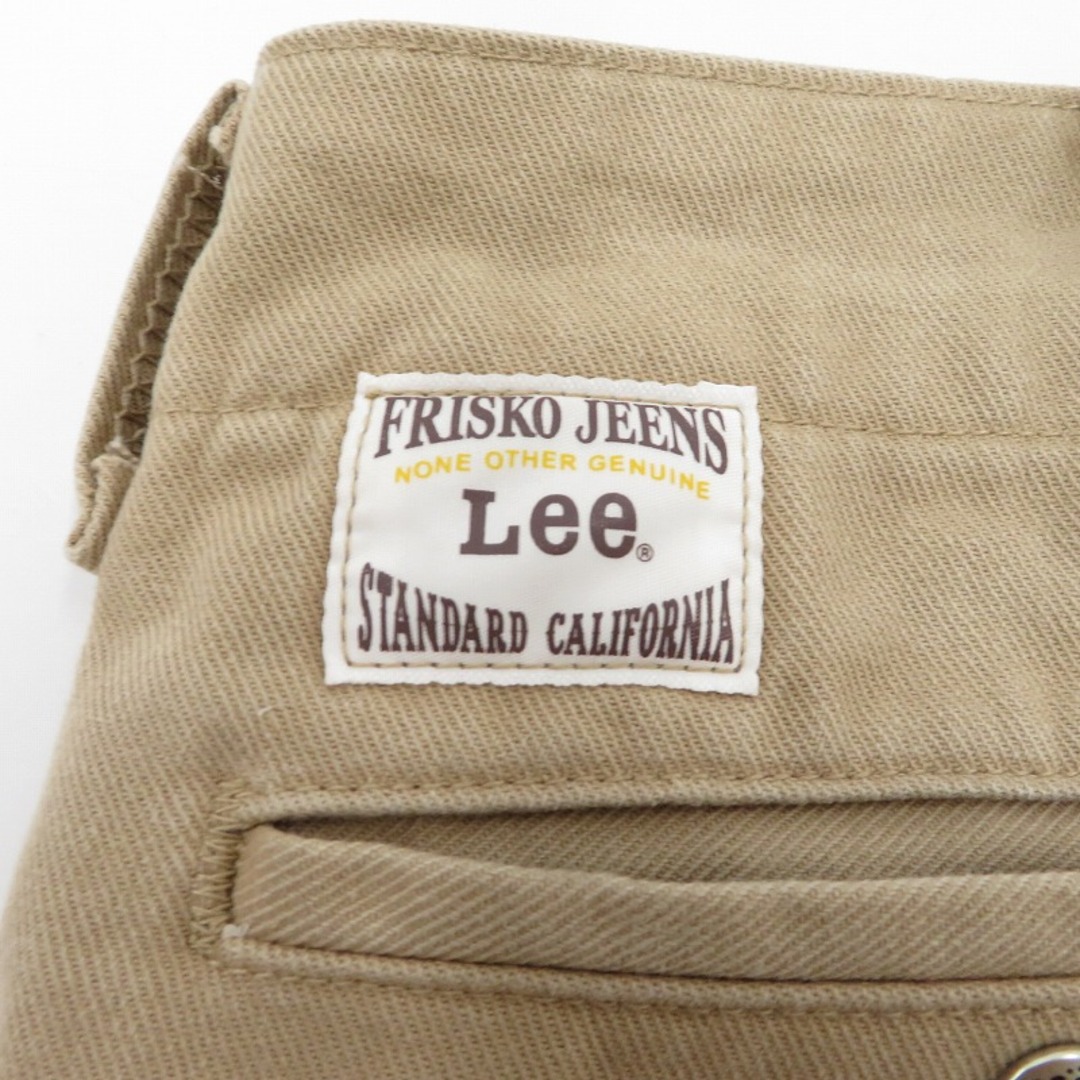 FRISKO JEENS
NONE OTHER GENUINE
Lee®
STANDARD CALIFORNIA